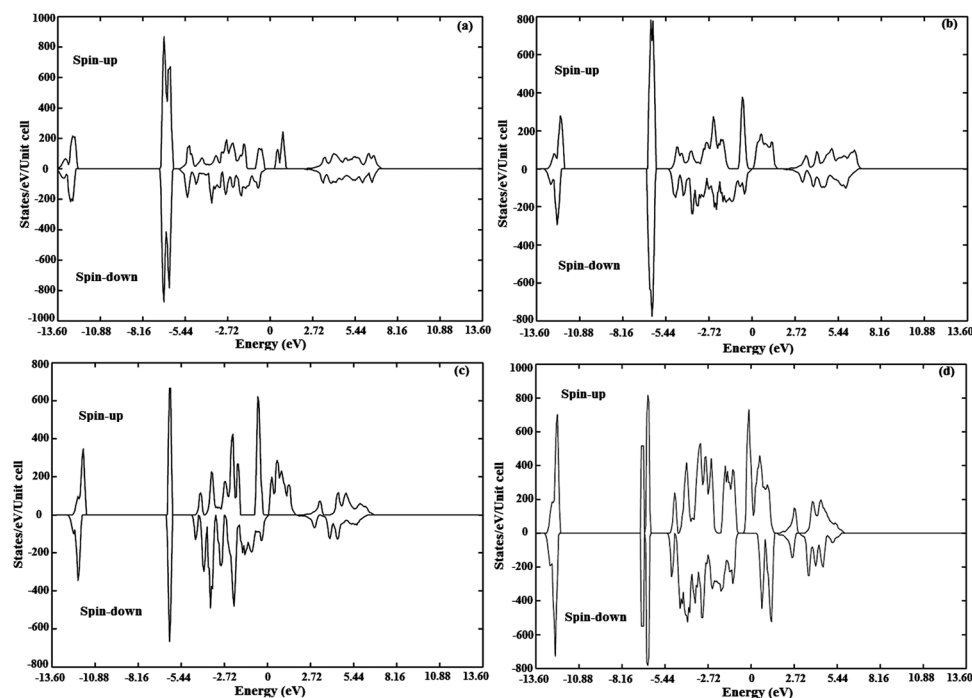 (a)
Spin-up
Spin-down
States/eV/Unit cell
1000
800
600
400
200
0
-200
-400
-600
-800
-1000
-13.60 -10.88 -8.16 -5.44 -2.72 0 2.72 5.44 8.16 10.88 13.60
Energy (eV)
(b)
Spin-up
Spin-down
States/eV/Unit cell
800
600
400
200
0
-200
-400
-600
-800
-13.60 -10.88 -8.16 -5.44 -2.72 0 2.72 5.44 8.16 10.88 13.60
Energy (eV)
(c)
Spin-up
Spin-down
States/eV/Unit cell
800
600
400
200
0
-200
-400
-600
-800
-13.60 -10.88 -8.16 -5.44 -2.72 0 2.72 5.44 8.16 10.88 13.60
Energy (eV)
(d)
Spin-up
Spin-down
States/eV/Unit cell
1000
800
600
400
200
0
-200
-400
-600
-800
-13.60 -10.88 -8.16 -5.44 -2.72 0 2.72 5.44 8.16 10.88 13.60
Energy (eV)